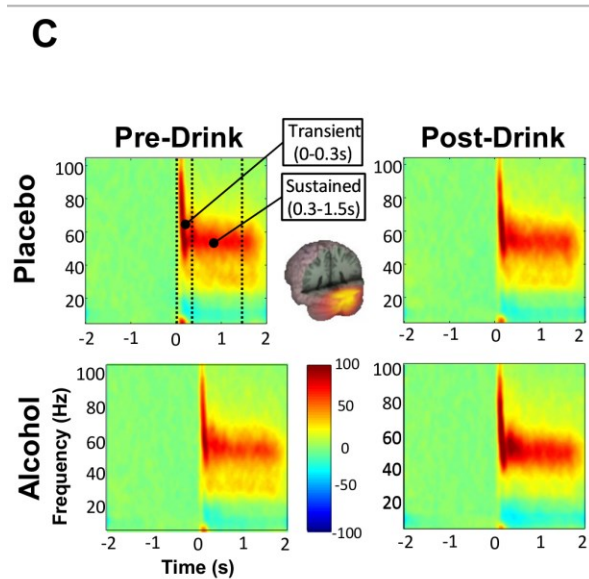 C
Pre-Drink
Post-Drink
Transient
(0-0.3s)
Sustained
(0.3-1.5s)
Placebo
100
80
60
40
20
-2 -1 0 1 2
100
80
60
40
20
-2 -1 0 1 2
Alcohol
Frequency (Hz)
100
80
60
40
20
-2 -1 0 1 2
Time (s)
100
50
0
-50
-100
100
80
60
40
20
-2 -1 0 1 2